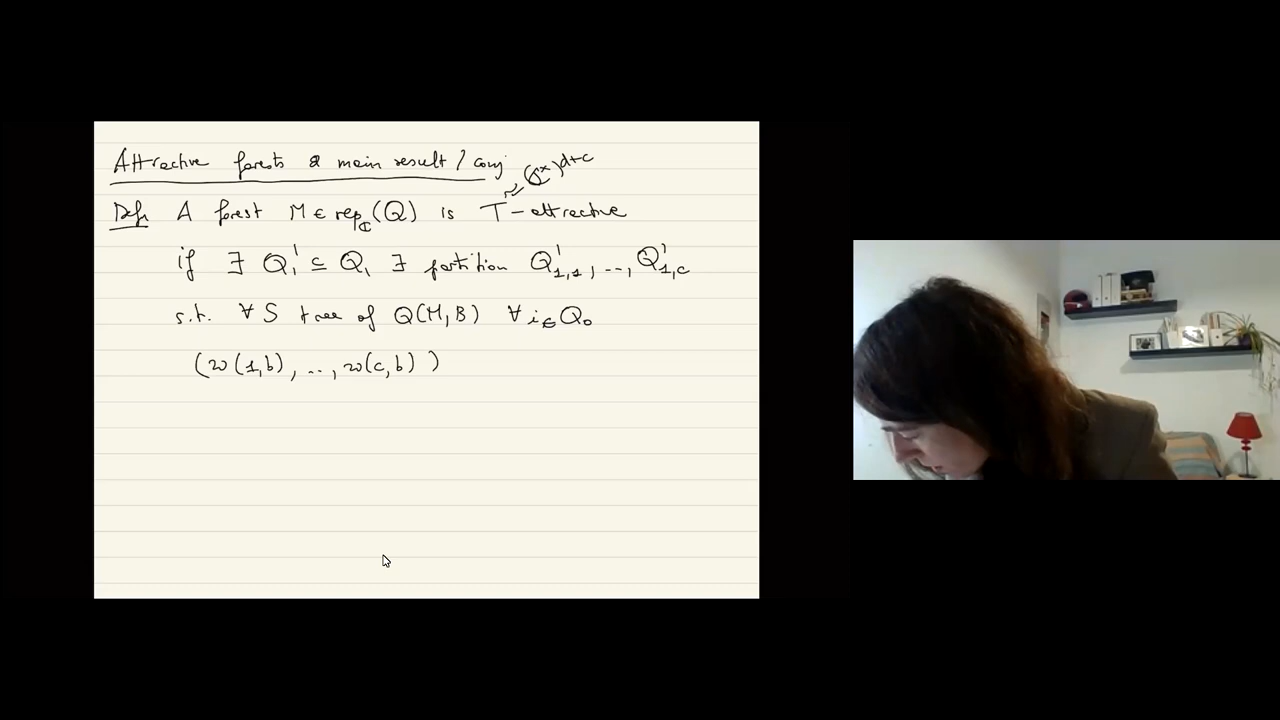 Attractive forests & main result / conj.
(ℂ^x)^{d+c}
Def. A forest M ∈ rep_ℂ(Q) is T-attractive
if ∃ Q'_1 ⊆ Q_1 ∃ partition Q'_{1,1}, ..., Q'_{1,c}
s.t. ∀ S tree of Q(M,B) ∀ i ∈ Q_0
(w(1,b), ..., w(c,b))